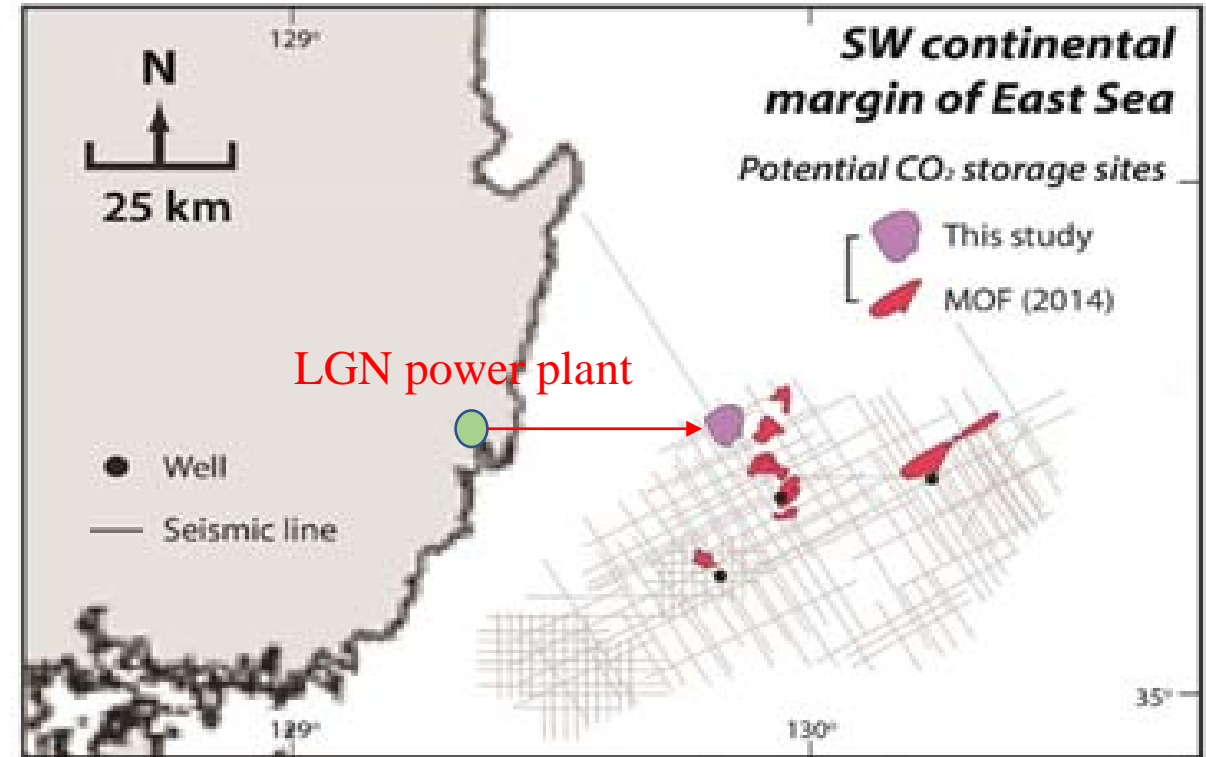 129°
N
25 km
SW continental
margin of East Sea
Potential CO₂ storage sites
This study
MOF (2014)
LGN power plant
Well
Seismic line
35°
129°
130°